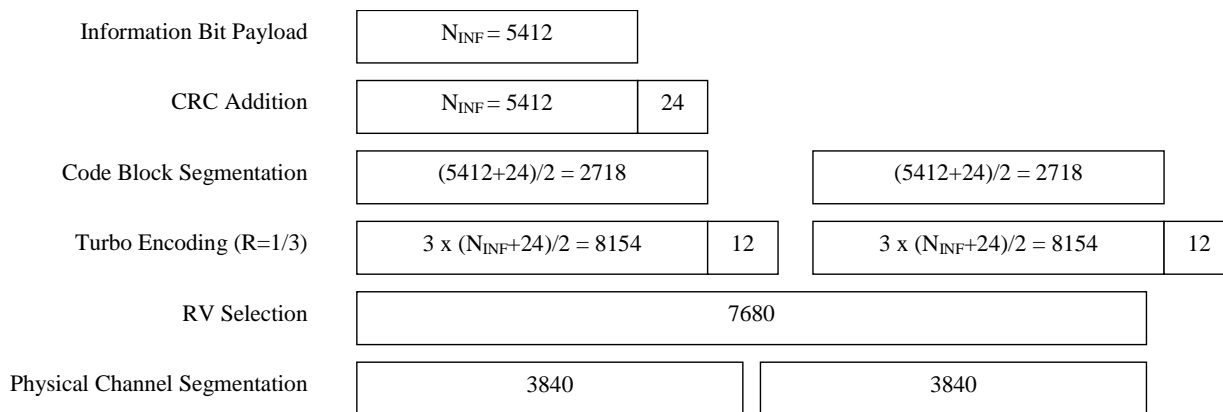 Information Bit Payload N_INF = 5412
CRC Addition N_INF = 5412 24
Code Block Segmentation (5412+24)/2 = 2718 (5412+24)/2 = 2718
Turbo Encoding (R=1/3) 3 x (N_INF+24)/2 = 8154 12 3 x (N_INF+24)/2 = 8154 12
RV Selection 7680
Physical Channel Segmentation 3840 3840